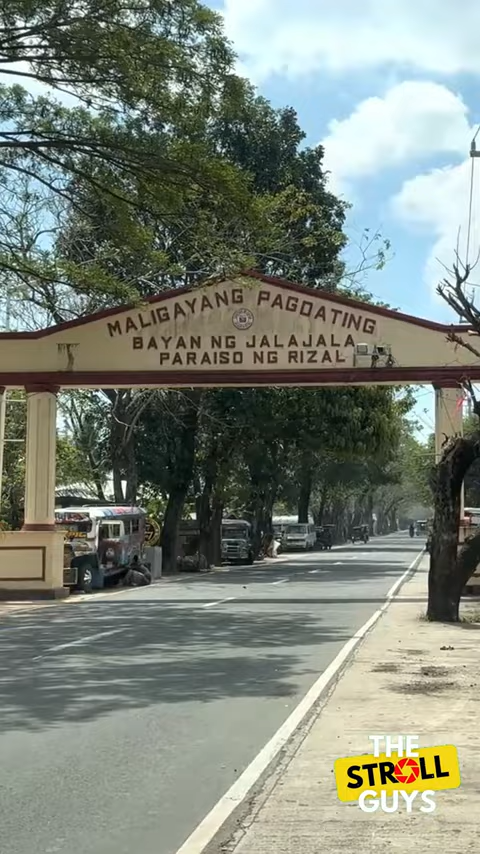 MALIGAYANG PAGDATING
BAYAN NG JALAJALA
PARAISO NG RIZAL
THE
STROLL
GUYS